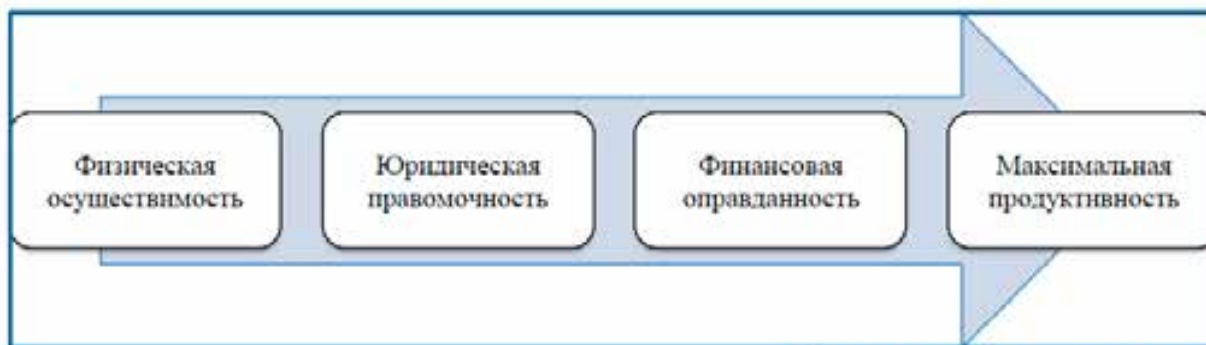 Физическая
осуществимость
Юридическая
правомочность
Финансовая
оправданность
Максимальная
продуктивность